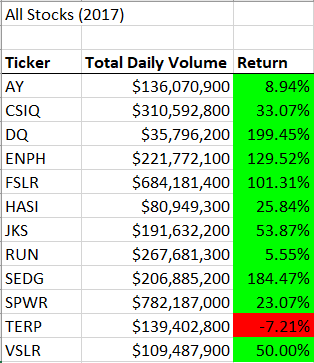 All Stocks (2017)
Ticker Total Daily Volume Return
AY $136,070,900 8.94%
CSIQ $310,592,800 33.07%
DQ $35,796,200 199.45%
ENPH $221,772,100 129.52%
FSLR $684,181,400 101.31%
HASI $80,949,300 25.84%
JKS $191,632,200 53.87%
RUN $267,681,300 5.55%
SEDG $206,885,200 184.47%
SPWR $782,187,000 23.07%
TERP $139,402,800 -7.21%
VSLR $109,487,900 50.00%